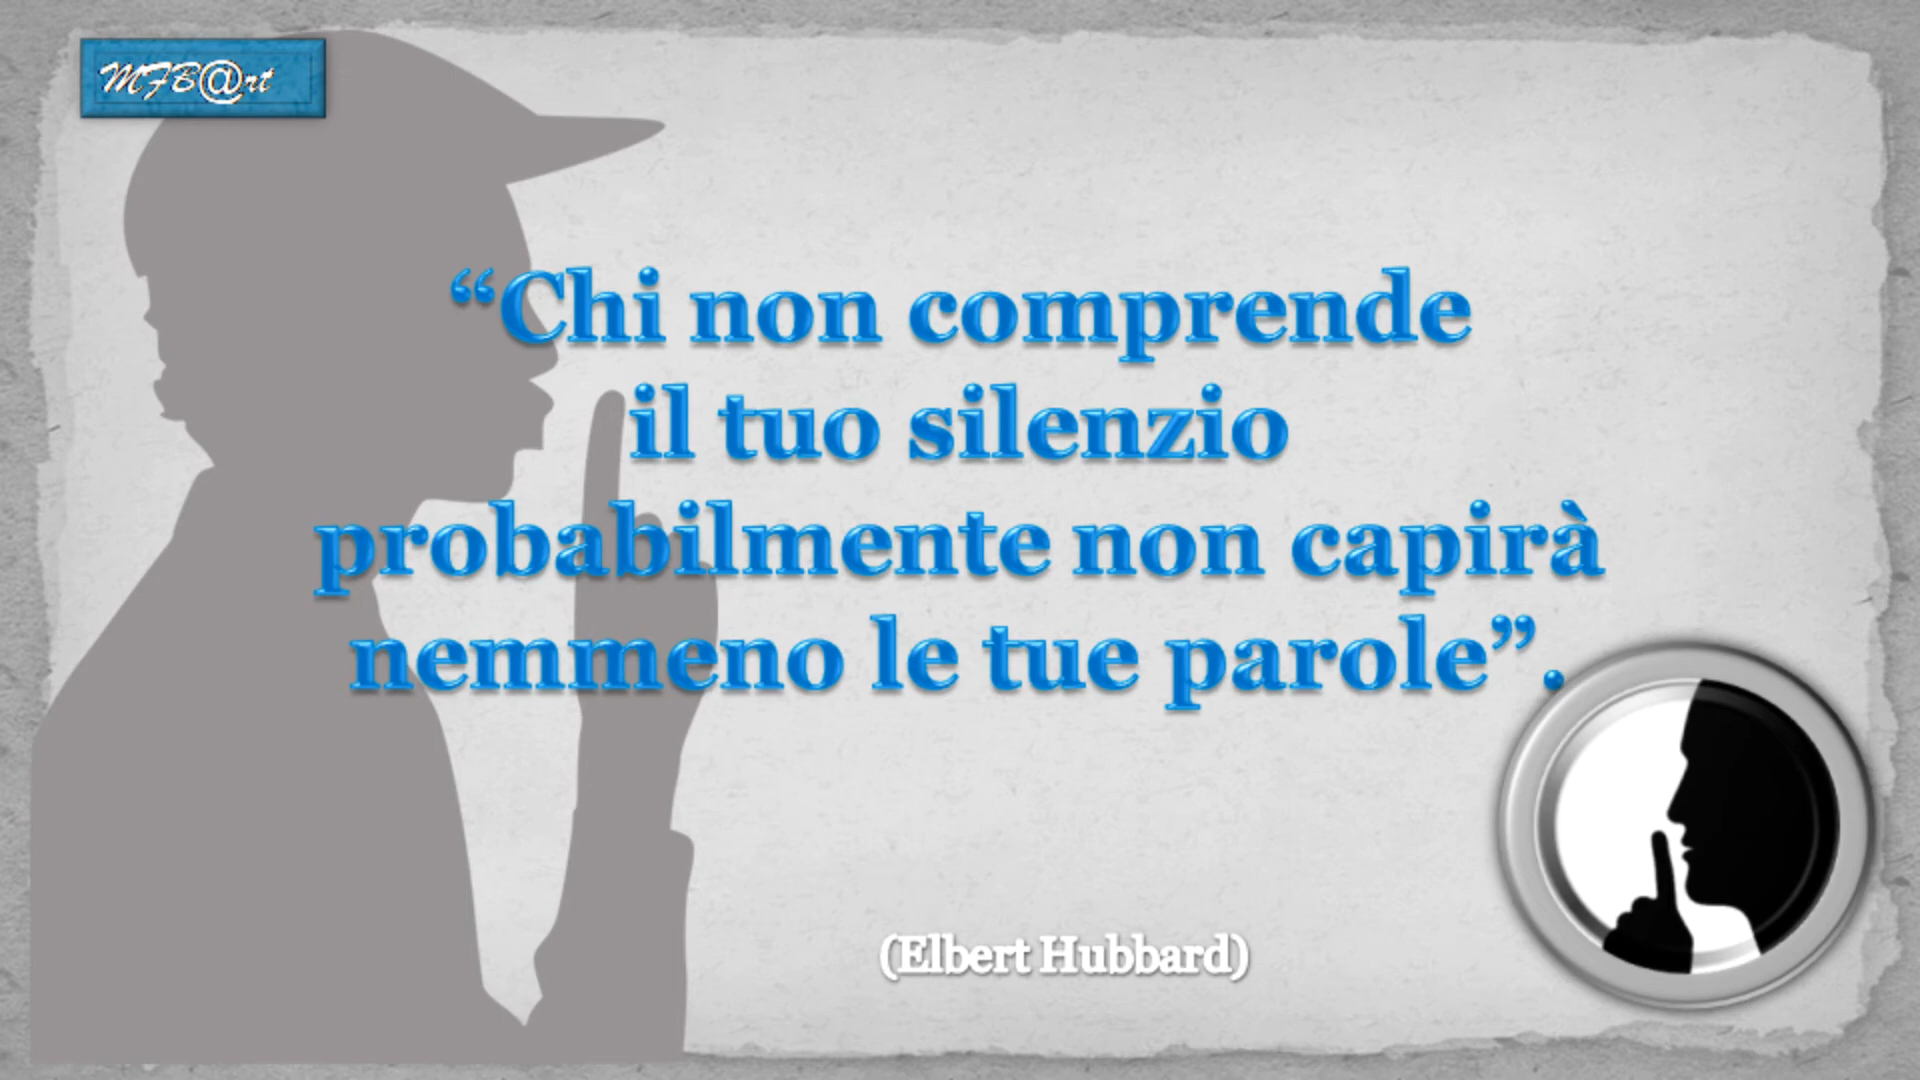 MFB@rt
“Chi non comprende
il tuo silenzio
probabilmente non capirà
nemmeno le tue parole”.
(Elbert Hubbard)